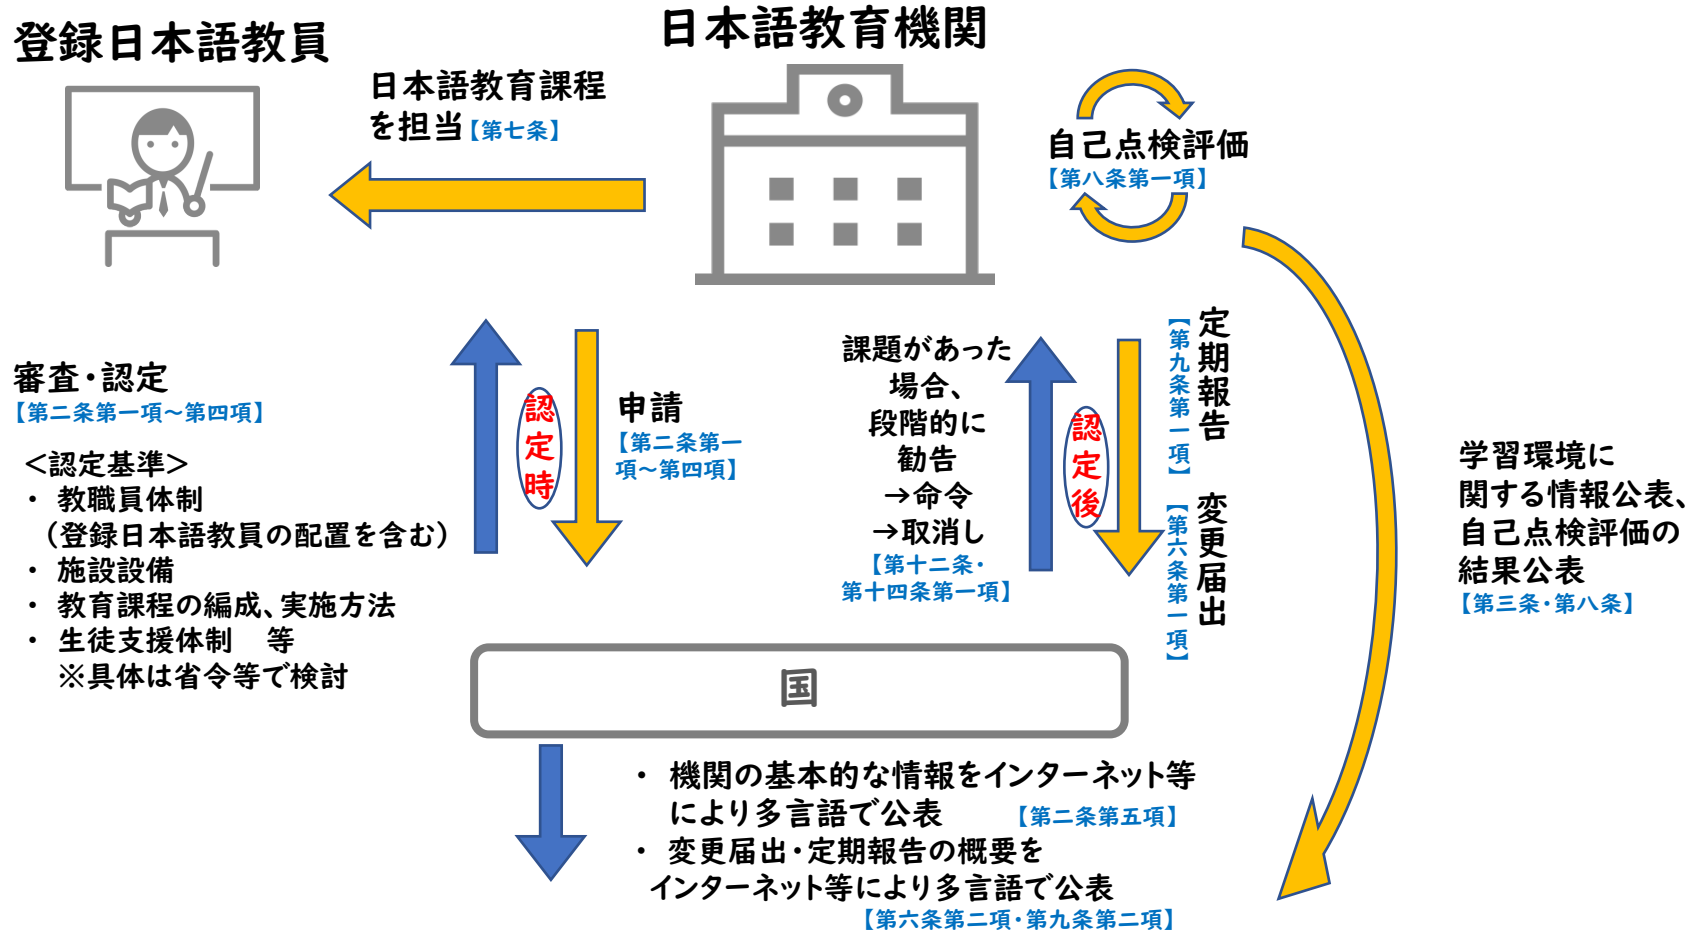 登録日本語教員
日本語教育機関
日本語教育課程
を担当【第七条】
自己点検評価
【第八条第一項】
審査・認定
【第二条第一項～第四項】
＜認定基準＞
・ 教職員体制
（登録日本語教員の配置を含む）
・ 施設設備
・ 教育課程の編成、実施方法
・ 生徒支援体制　等
※具体は省令等で検討
認定時
申請
【第二条第一
項～第四項】
課題があった
場合、
段階的に
勧告
→命令
→取消し
【第十二条・
第十四条第一項】
認定後
定期報告
【第九条第一項】
変更届出
【第六条第一項】
学習環境に
関する情報公表、
自己点検評価の
結果公表
【第三条・第八条】
国
・ 機関の基本的な情報をインターネット等
により多言語で公表　【第二条第五項】
・ 変更届出・定期報告の概要を
インターネット等により多言語で公表
【第六条第二項・第九条第二項】